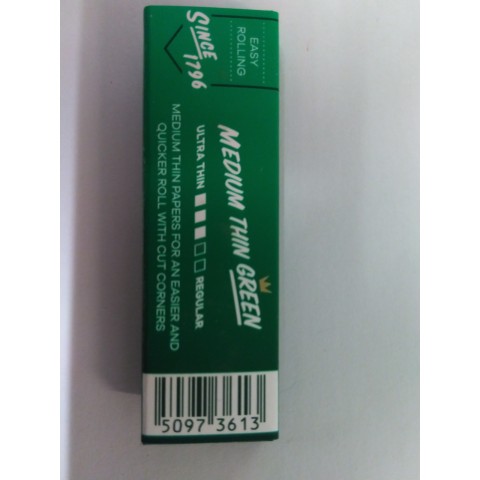 SINCE
1796
EASY
ROLLING
MEDIUM THIN GREEN
ULTRA THIN REGULAR
MEDIUM THIN PAPERS FOR AN EASIER AND
QUICKER ROLL WITH CUT CORNERS
5097 3613